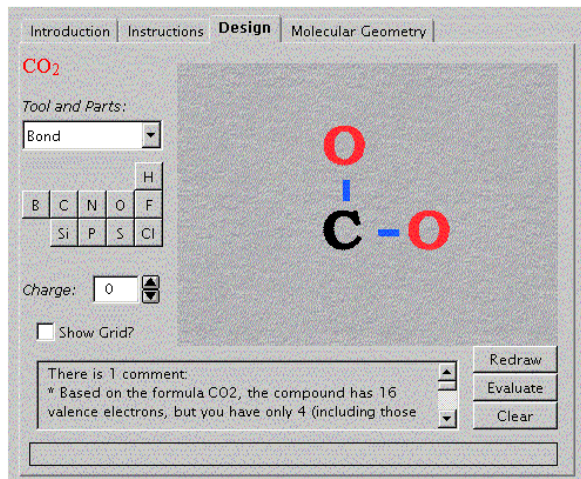 Introduction Instructions Design Molecular Geometry
CO2
Tool and Parts:
Bond
H
B C N O F
Si P S Cl
Charge: 0
Show Grid?
O
C O
There is 1 comment:
* Based on the formula CO2, the compound has 16
valence electrons, but you have only 4 (including those
Redraw
Evaluate
Clear